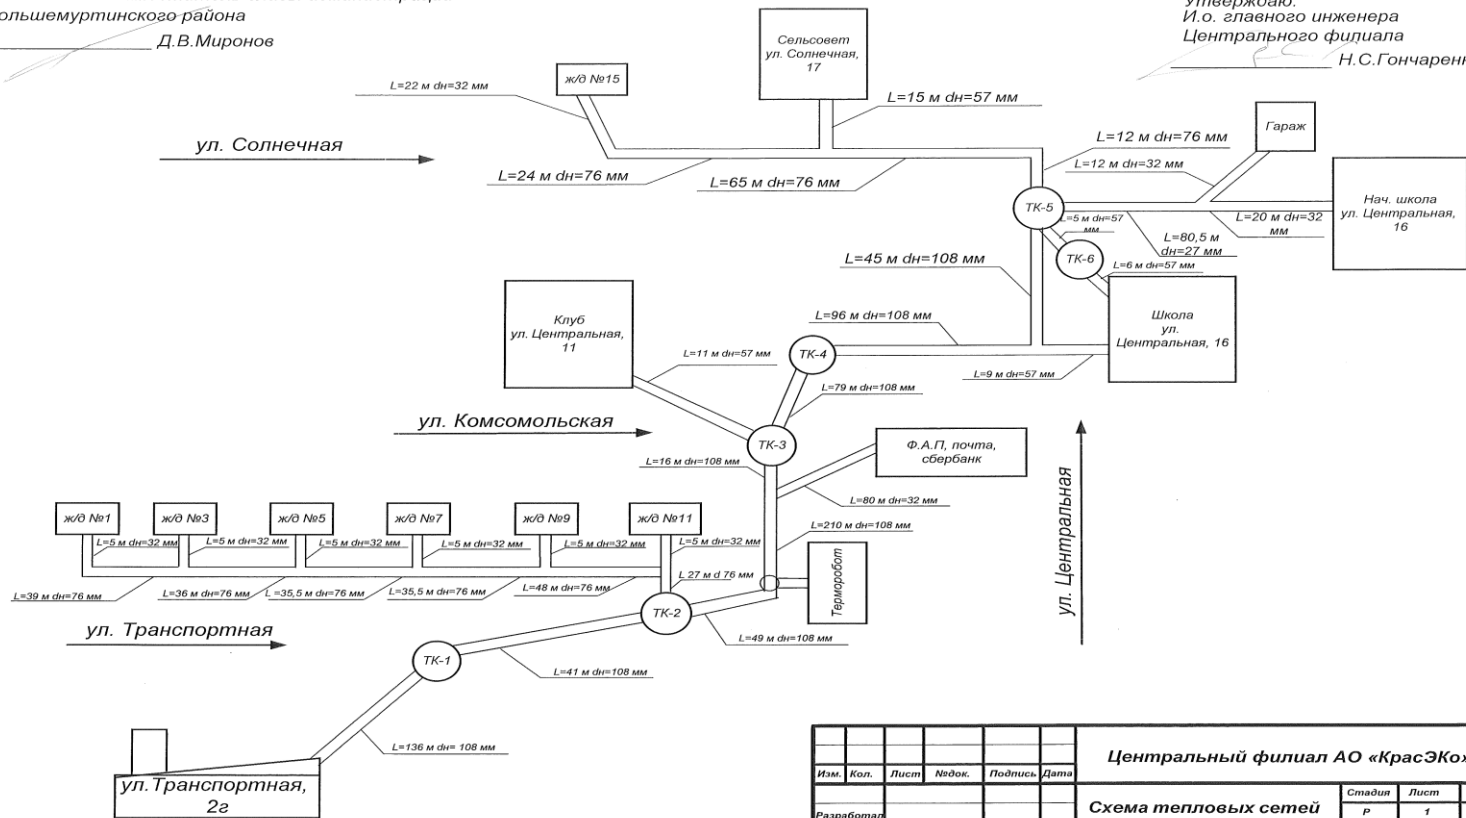 ольшемуртинского района
Д.В.Миронов
Утверждаю:
И.о. главного инженера
Центрального филиала
Н.С.Гончарен
Сельсовет
ул. Солнечная,
17
ж/д №15
L=22 м dн=32 мм
L=15 м dн=57 мм
ул. Солнечная
L=24 м dн=76 мм
L=65 м dн=76 мм
L=12 м dн=76 мм
L=12 м dн=32 мм
Гараж
Нач. школа
ул. Центральная,
16
ТК-5
L=5 м dн=57
мм
L=20 м dн=32
мм
L=80,5 м
dн=27 мм
ТК-6
L=6 м dн=57 мм
L=45 м dн=108 мм
Школа
ул.
Центральная, 16
Клуб
ул. Центральная,
11
L=96 м dн=108 мм
ТК-4
L=11 м dн=57 мм
L=9 м dн=57 мм
L=79 м dн=108 мм
ул. Комсомольская
ТК-3
Ф.А.П, почта,
сбербанк
L=16 м dн=108 мм
L=80 м dн=32 мм
L=210 м dн=108 мм
ул. Центральная
ж/д №1
ж/д №3
ж/д №5
ж/д №7
ж/д №9
ж/д №11
L=5 м dн=32 мм
L=5 м dн=32 мм
L=5 м dн=32 мм
L=5 м dн=32 мм
L=5 м dн=32 мм
L=5 м dн=32 мм
L 27 м d 76 мм
Терморобот
L=39 м dн=76 мм
L=36 м dн=76 мм
L=35,5 м dн=76 мм
L=35,5 м dн=76 мм
L=48 м dн=76 мм
ТК-2
ул. Транспортная
L=49 м dн=108 мм
ТК-1
L=41 м dн=108 мм
L=136 м dн= 108 мм
ул.Транспортная,
2г
Центральный филиал АО «КрасЭКо»
Изм. Кол. Лист №док. Подпись Дата
Схема тепловых сетей
Стадия Лист
Р 1
Разработал